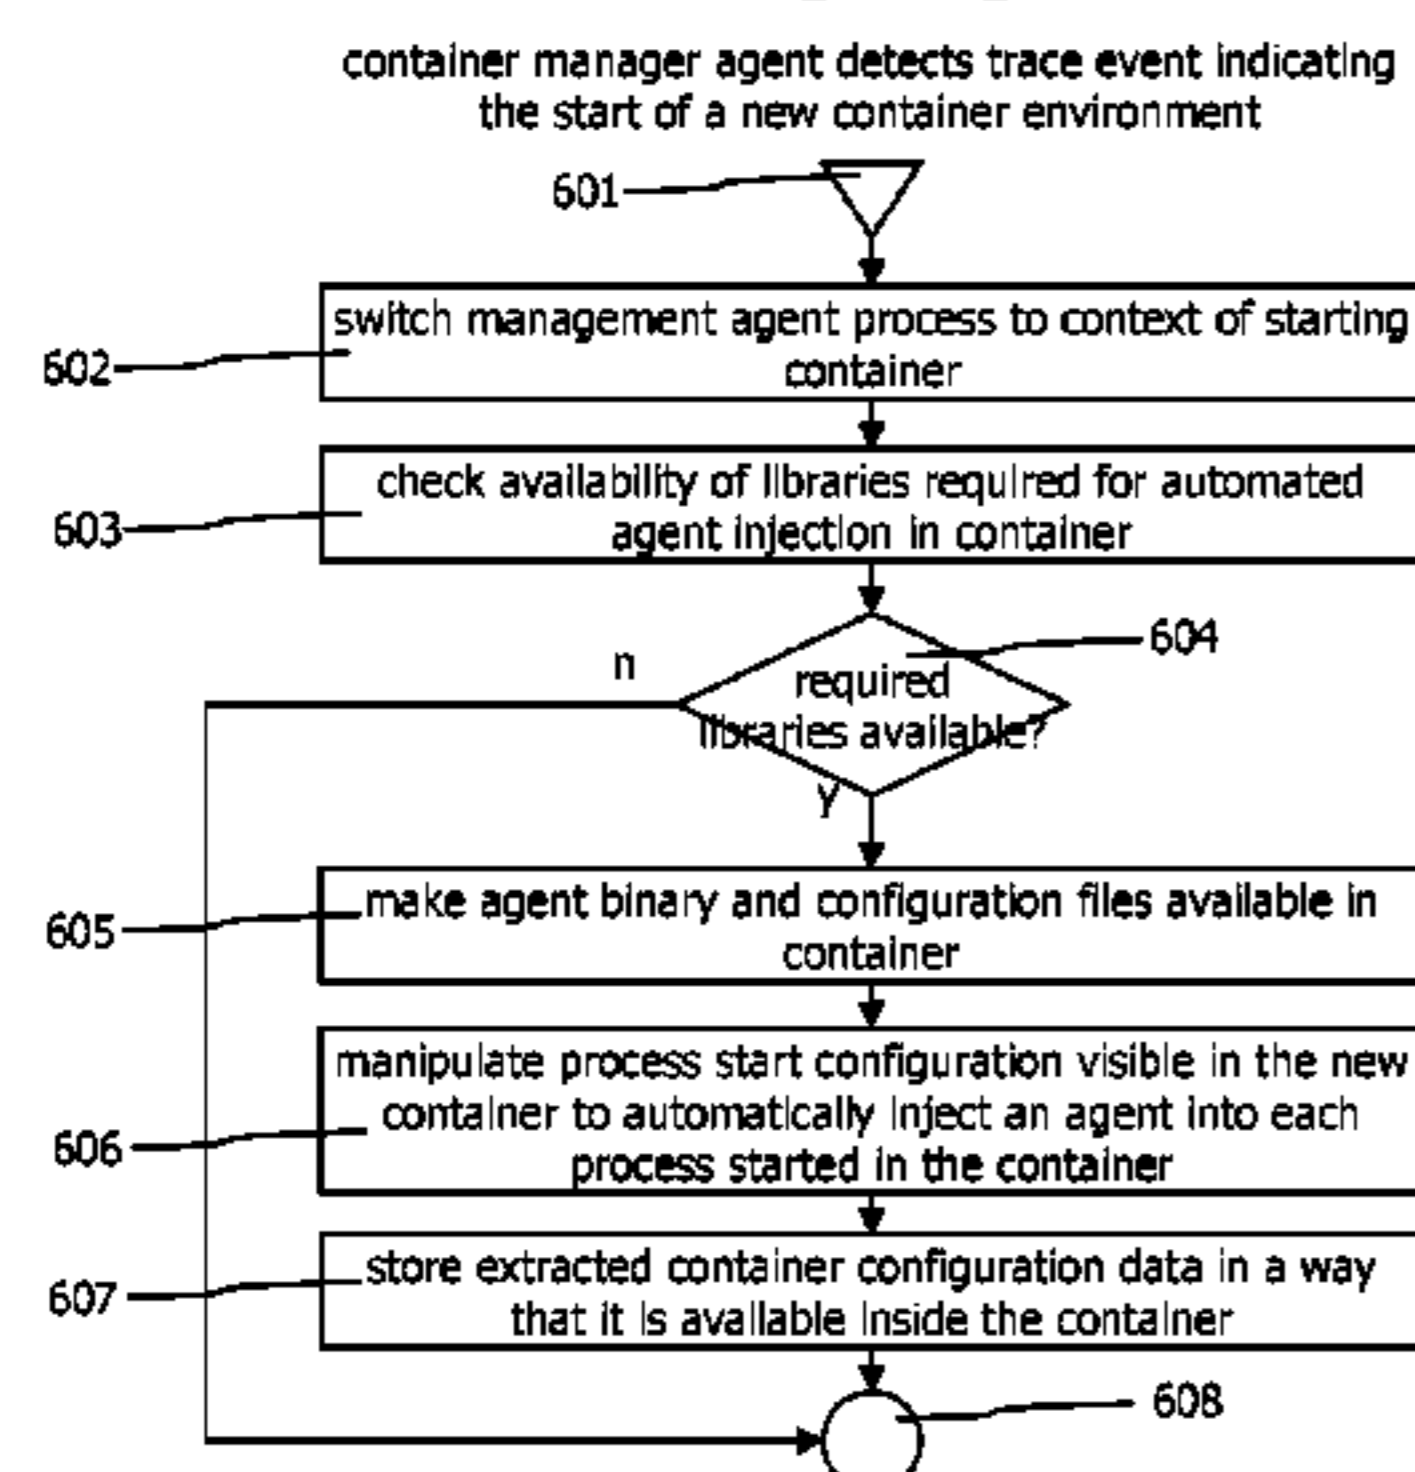 container manager agent detects trace event indicating
the start of a new container environment
601
switch management agent process to context of starting
container
602
check availability of libraries required for automated
agent injection in container
603
604
n
required
libraries available?
y
make agent binary and configuration files available in
container
605
manipulate process start configuration visible in the new
container to automatically inject an agent into each
process started in the container
606
store extracted container configuration data in a way
that it is available inside the container
607
608